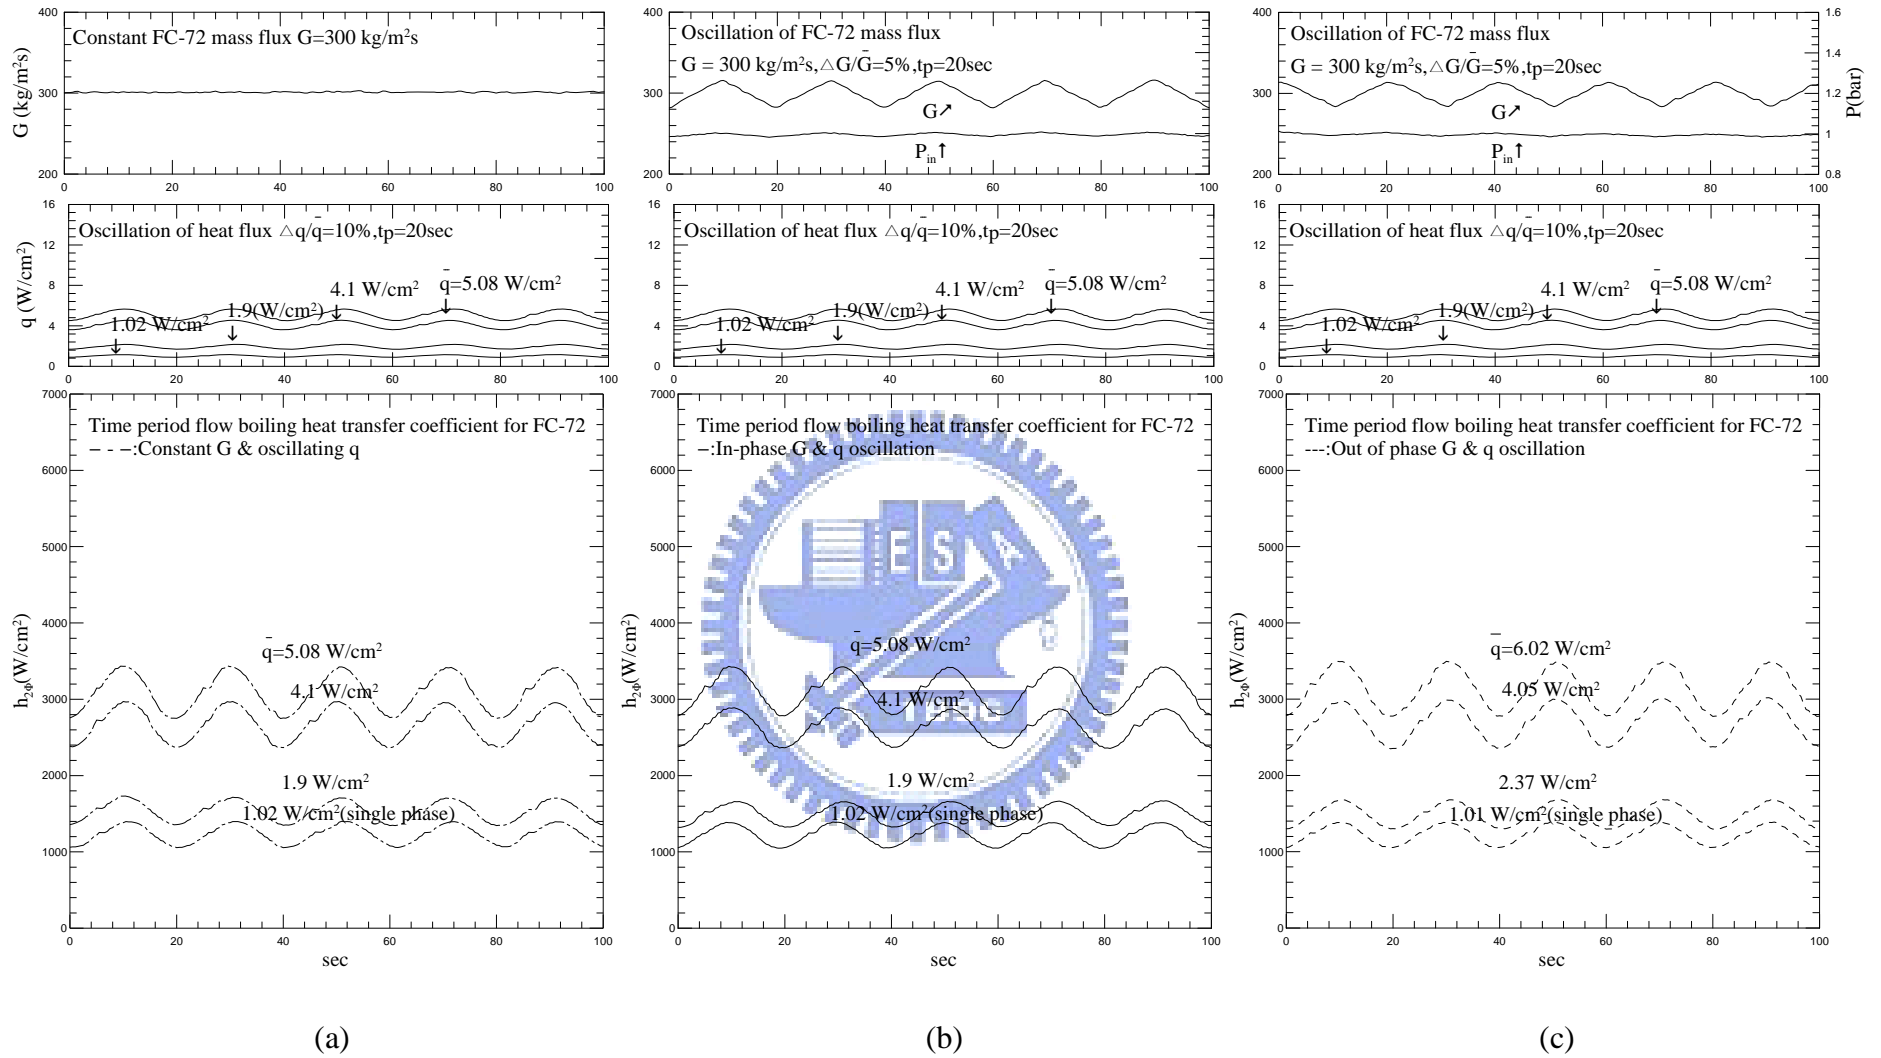 400
300
200
G (kg/m²s)
Constant FC-72 mass flux G=300 kg/m²s
0 20 40 60 80 100
16
12
8
4
0
q (W/cm²)
Oscillation of heat flux △q/q̄=10%,tp=20sec
1.02 W/cm²
1.9(W/cm²)
4.1 W/cm²
q̄=5.08 W/cm²
0 20 40 60 80 100
7000
6000
5000
4000
3000
2000
1000
0
h2Φ(W/cm²)
Time period flow boiling heat transfer coefficient for FC-72
– - –:Constant G & oscillating q
q̄=5.08 W/cm²
4.1 W/cm²
1.9 W/cm²
1.02 W/cm²(single phase)
0 20 40 60 80 100
sec
(a)
400
300
200
Oscillation of FC-72 mass flux
G = 300 kg/m²s,△G/Ḡ=5%,tp=20sec
G↗
Pin↑
0 20 40 60 80 100
16
12
8
4
0
Oscillation of heat flux △q/q̄=10%,tp=20sec
1.02 W/cm²
1.9(W/cm²)
4.1 W/cm²
q̄=5.08 W/cm²
0 20 40 60 80 100
7000
6000
5000
4000
3000
2000
1000
0
h2Φ(W/cm²)
Time period flow boiling heat transfer coefficient for FC-72
–:In-phase G & q oscillation
E S A
q̄=5.08 W/cm²
4.1 W/cm²
1.9 W/cm²
1.02 W/cm²(single phase)
0 20 40 60 80 100
sec
(b)
400
300
200
Oscillation of FC-72 mass flux
G = 300 kg/m²s,△G/Ḡ=5%,tp=20sec
G↗
Pin↑
1.6
1.4
1.2
1
0.8
P(bar)
0 20 40 60 80 100
16
12
8
4
0
Oscillation of heat flux △q/q̄=10%,tp=20sec
1.02 W/cm²
1.9(W/cm²)
4.1 W/cm²
q̄=5.08 W/cm²
0 20 40 60 80 100
7000
6000
5000
4000
3000
2000
1000
0
h2Φ(W/cm²)
Time period flow boiling heat transfer coefficient for FC-72
---:Out of phase G & q oscillation
q̄=6.02 W/cm²
4.05 W/cm²
2.37 W/cm²
1.01 W/cm²(single phase)
0 20 40 60 80 100
sec
(c)